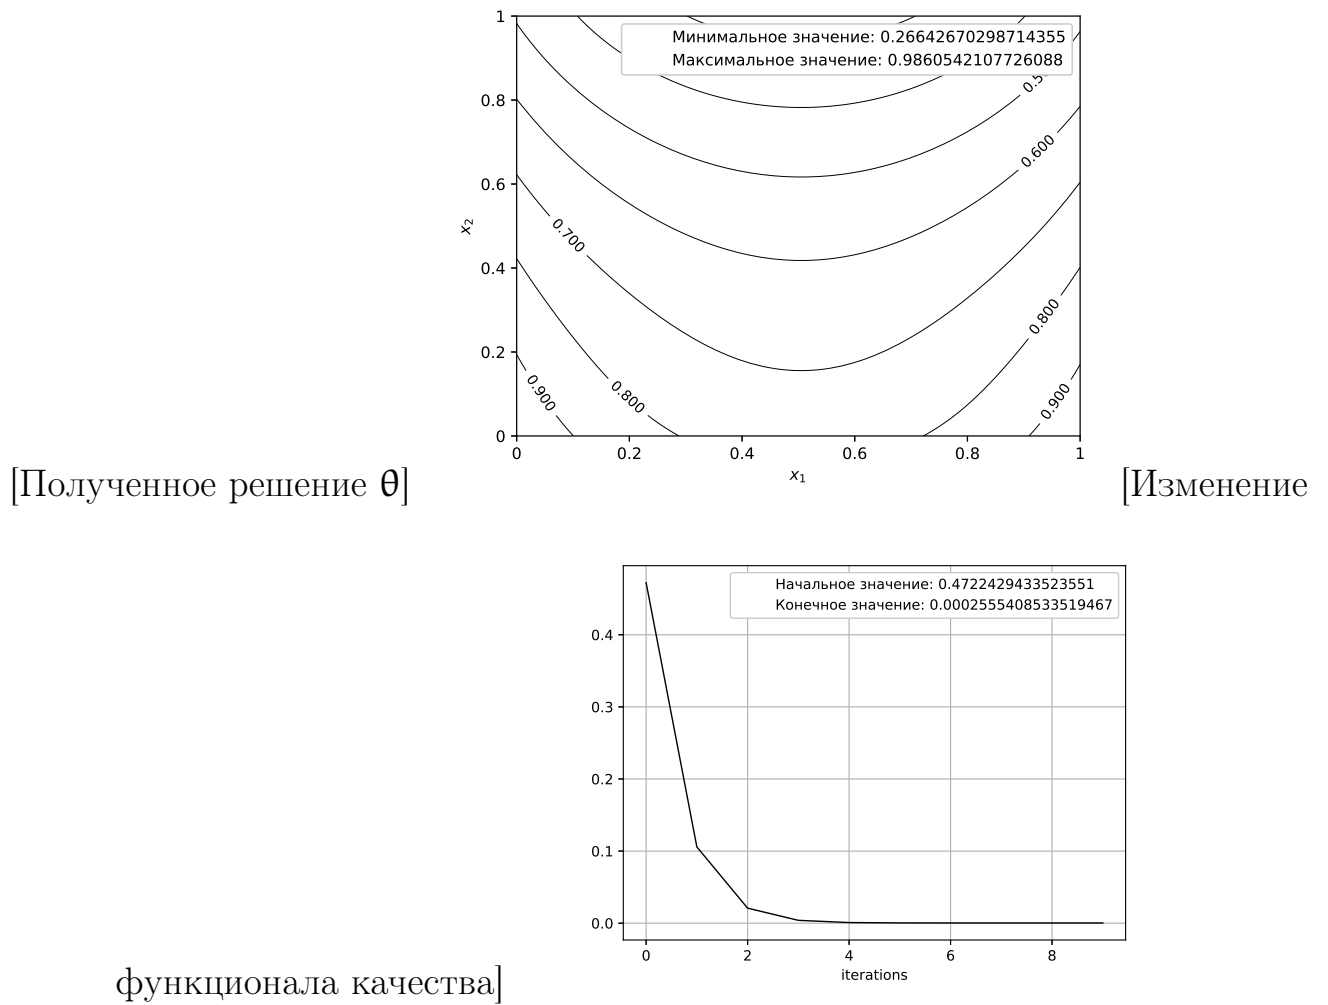 1
Минимальное значение: 0.26642670298714355
Максимальное значение: 0.9860542107726088
0.8
0.600
0.6
x₂
0.700
0.4
0.800
0.2
0.900
0.800
0.900
0
0 0.2 0.4 0.6 0.8 1
x₁
[Полученное решение θ]
[Изменение
Начальное значение: 0.4722429433523551
Конечное значение: 0.0002555408533519467
0.4
0.3
0.2
0.1
0.0
0 2 4 6 8
iterations
функционала качества]